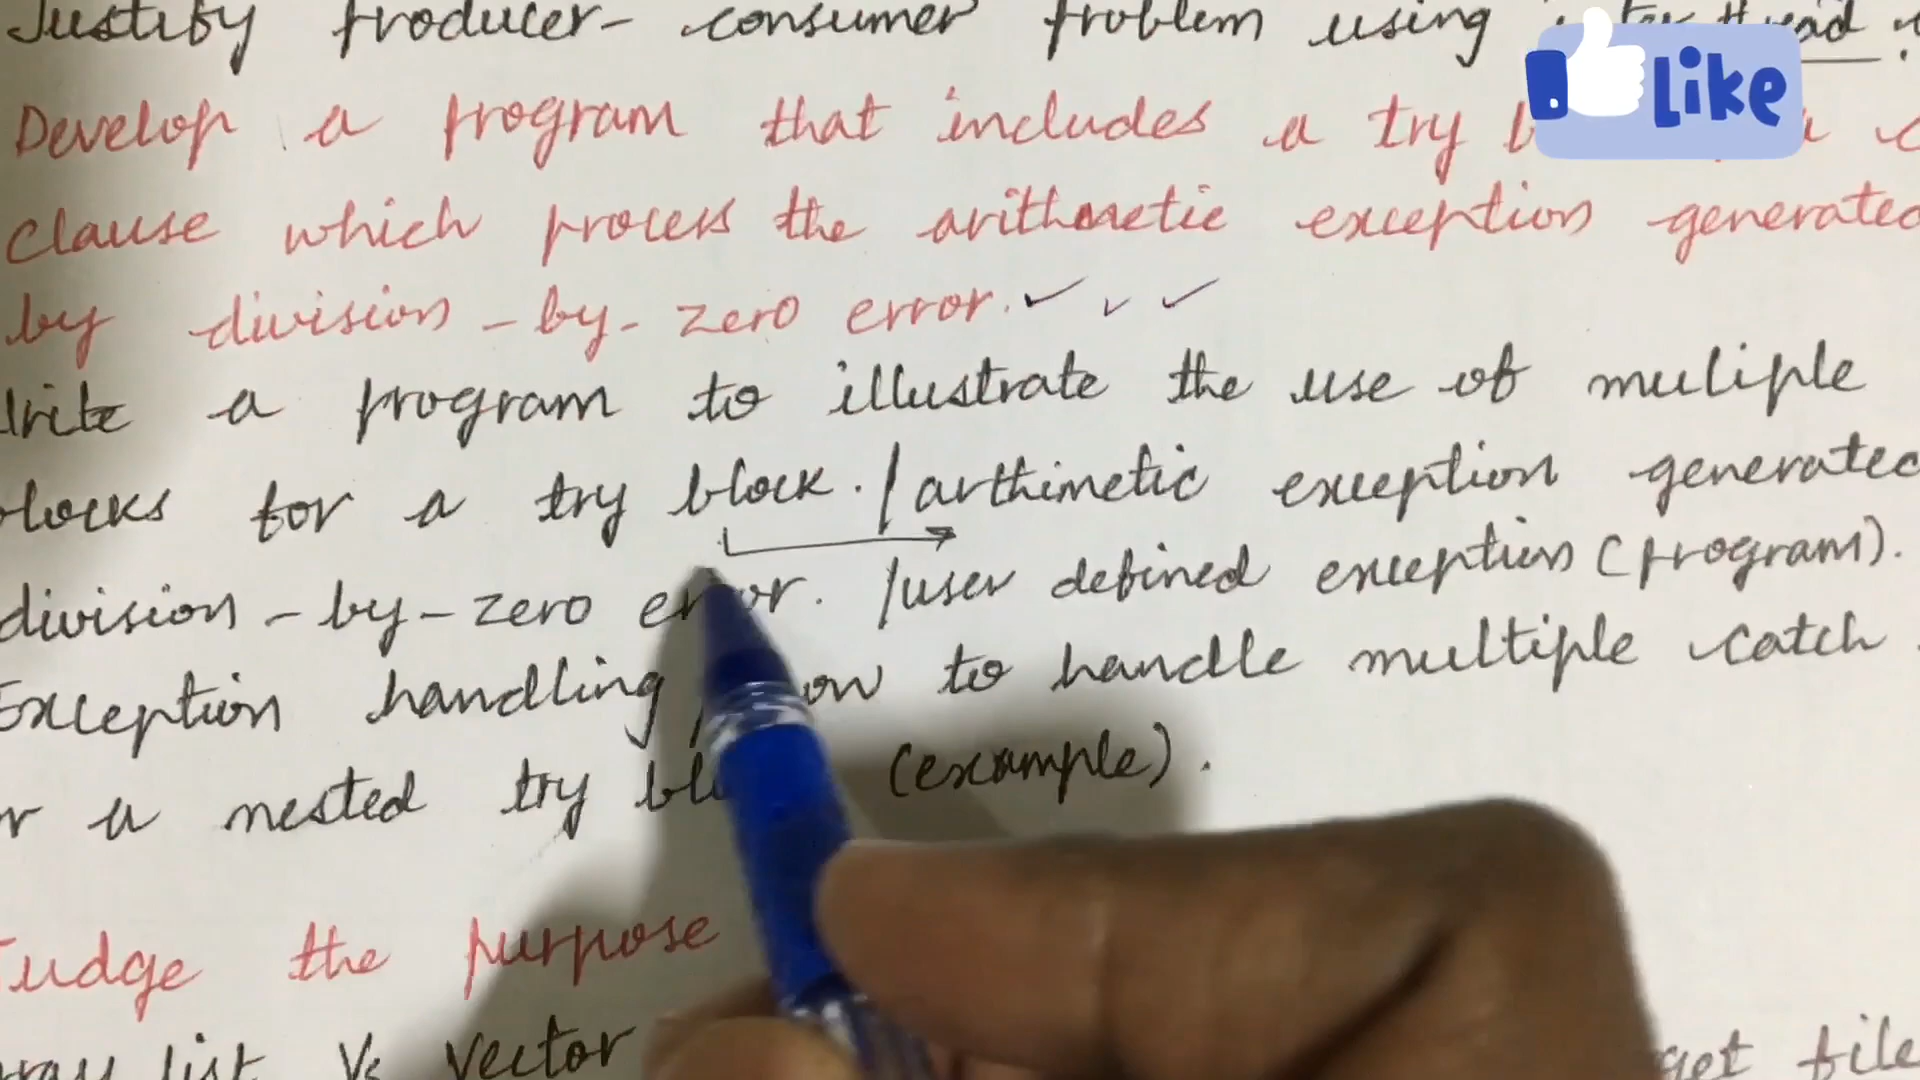 Justify producer- consumer problem using
Like
Develop a program that includes a try
clause which process the arithmetic exception generated
by division-by-zero error.
a program to illustrate the use of muliple
for a try block. / arthimetic exception generated
division-by-zero error. /user defined exception (program).
Exception handling to handle multiple catch
a nested try (example).
Judge the purpose
list Vs Vector
file